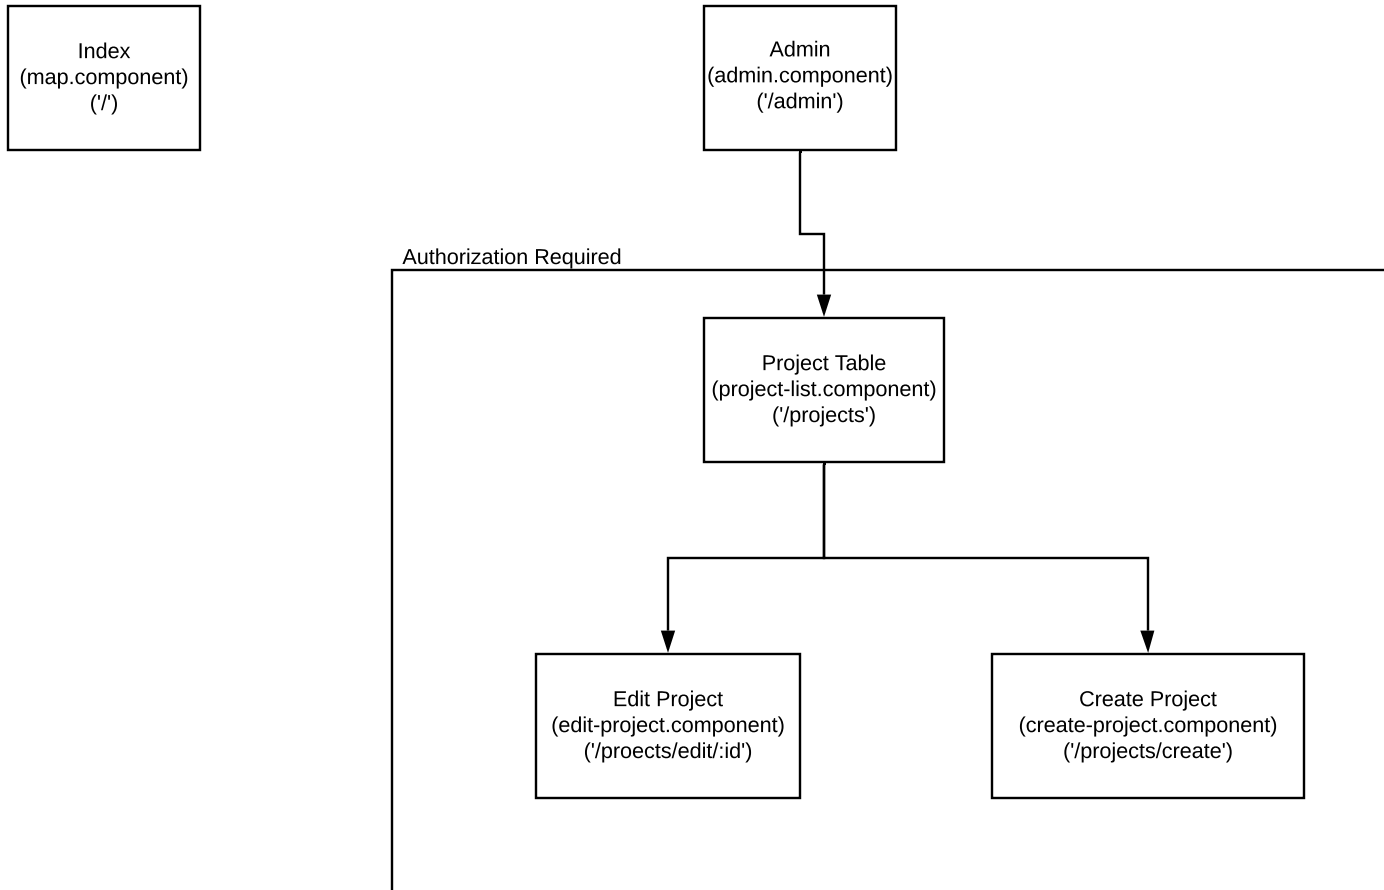 Index
(map.component)
('/')
Admin
(admin.component)
('/admin')
Authorization Required
Project Table
(project-list.component)
('/projects')
Edit Project
(edit-project.component)
('/proects/edit/:id')
Create Project
(create-project.component)
('/projects/create')